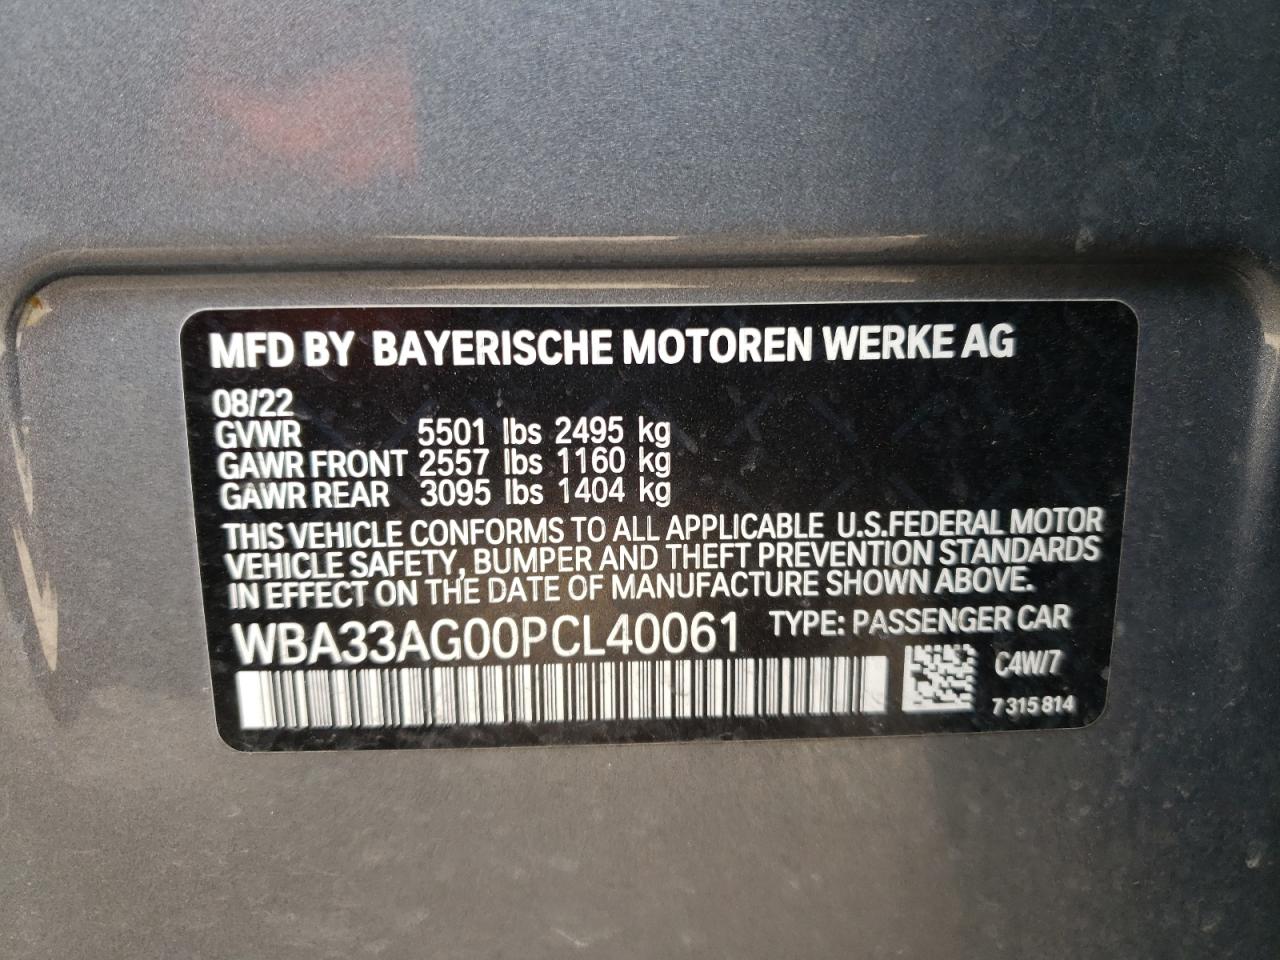 MFD BY BAYERISCHE MOTOREN WERKE AG
08/22
GVWR 5501 lbs 2495 kg
GAWR FRONT 2557 lbs 1160 kg
GAWR REAR 3095 lbs 1404 kg
THIS VEHICLE CONFORMS TO ALL APPLICABLE U.S.FEDERAL MOTOR
VEHICLE SAFETY, BUMPER AND THEFT PREVENTION STANDARDS
IN EFFECT ON THE DATE OF MANUFACTURE SHOWN ABOVE.
WBA33AG00PCL40061 TYPE: PASSENGER CAR
C4W/7
7 315 814